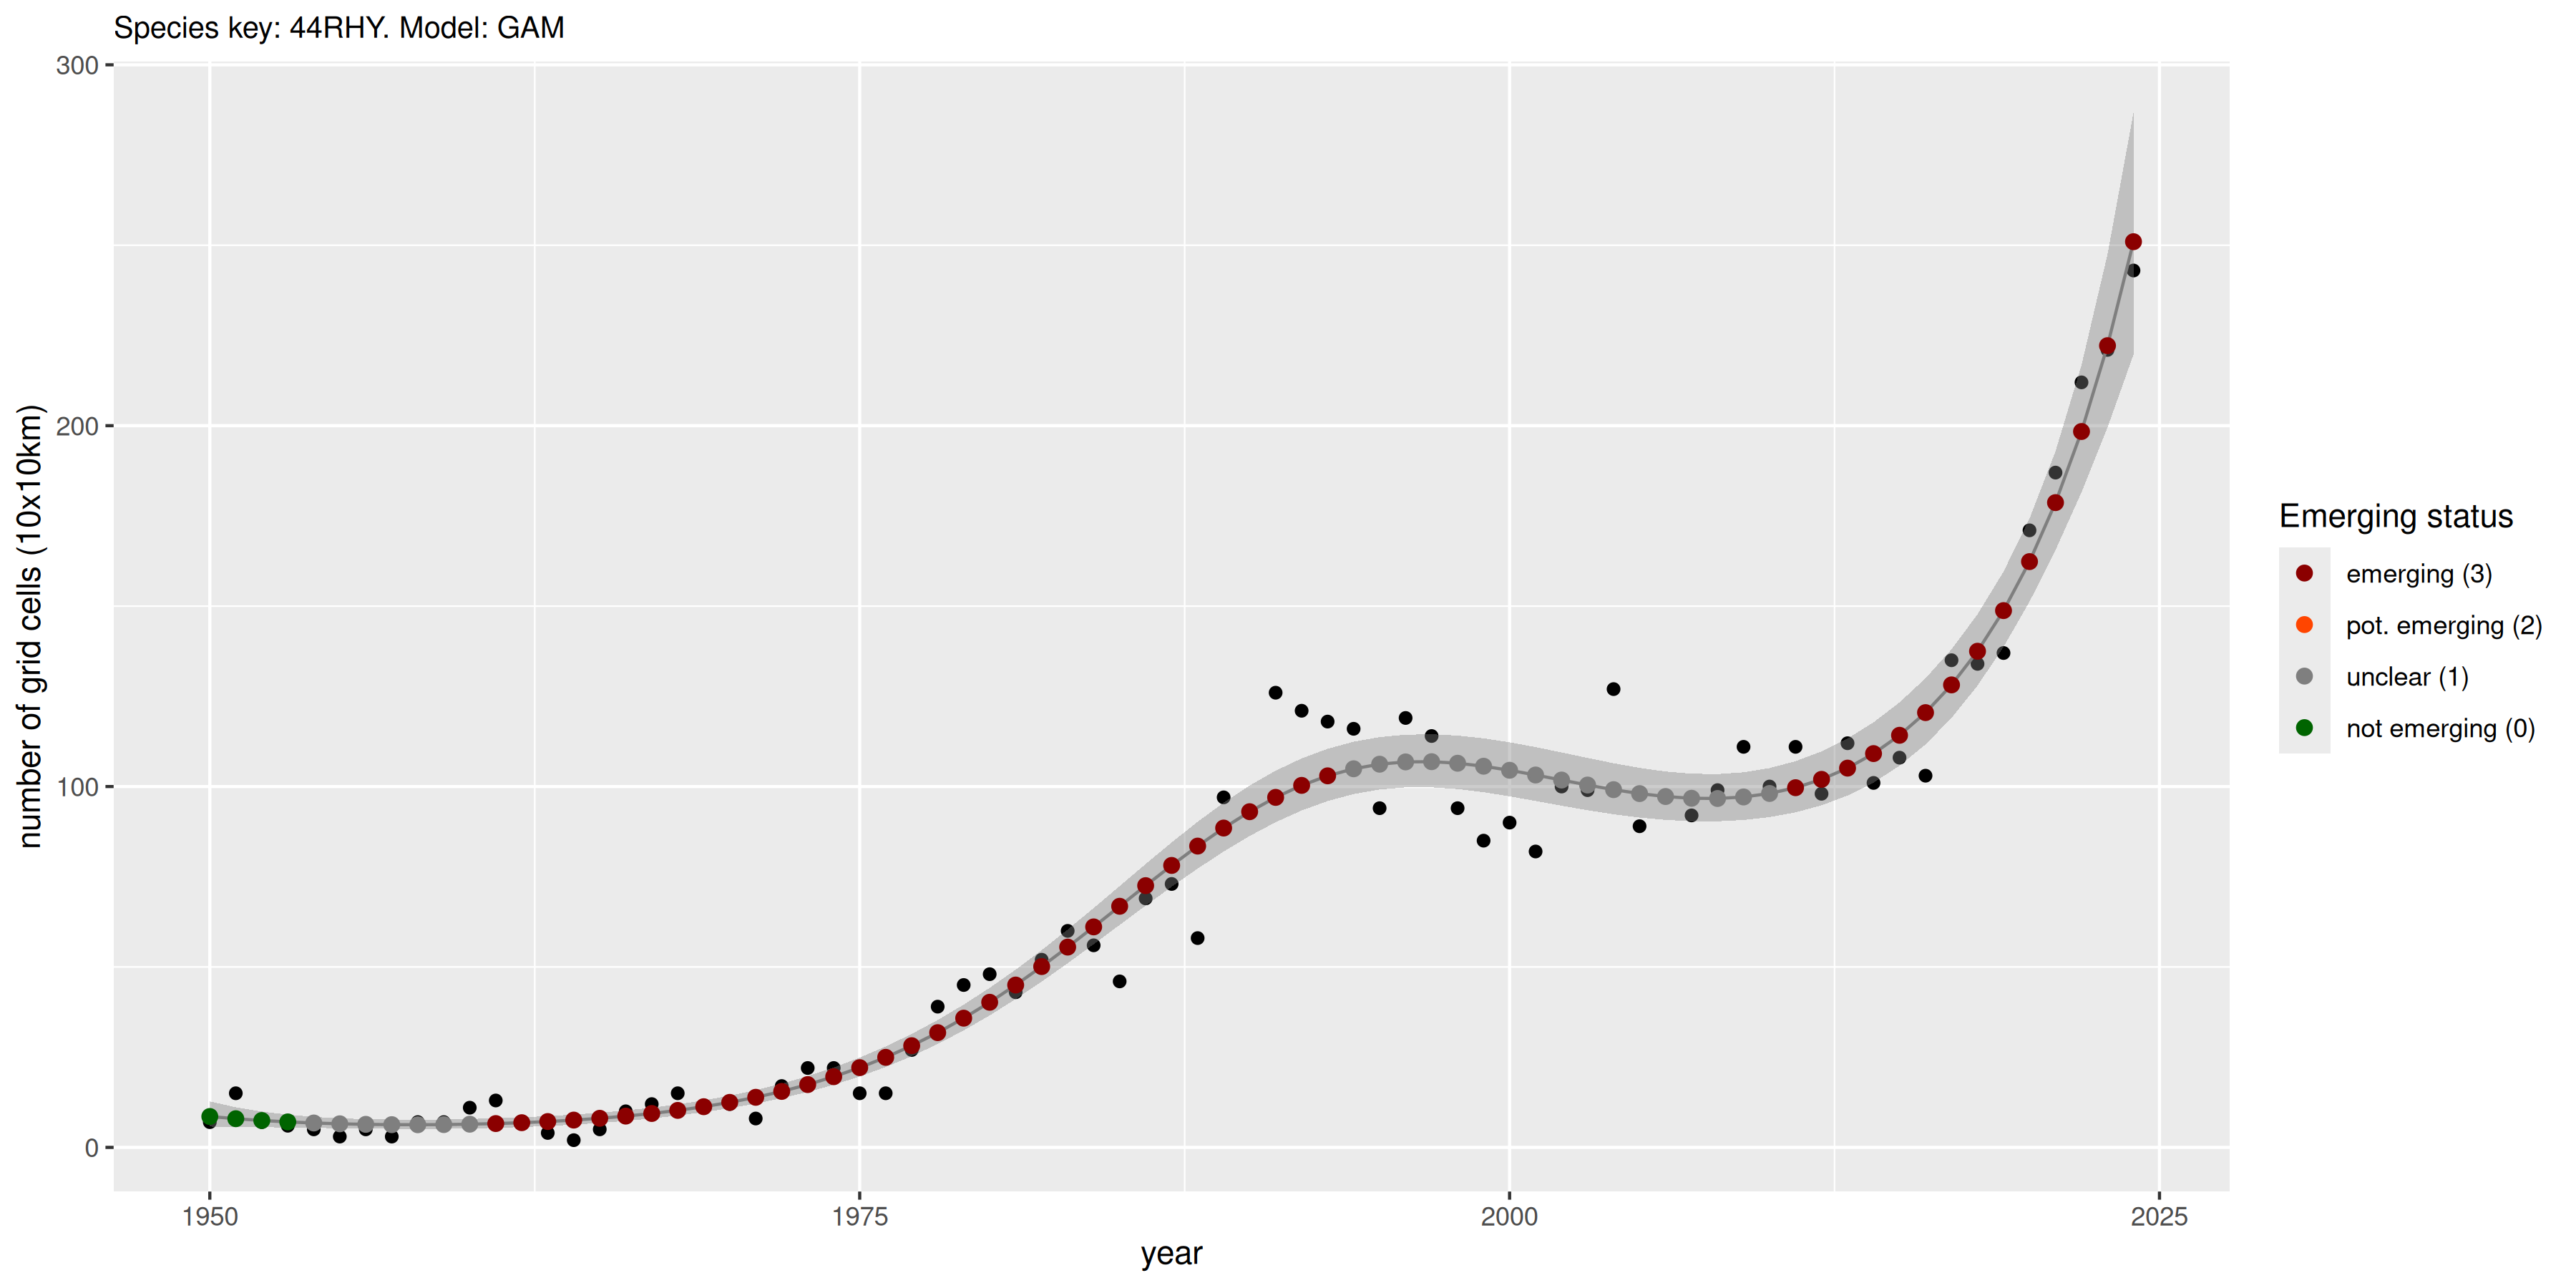 Species key: 44RHY. Model: GAM
300
200
100
0
number of grid cells (10x10km)
1950
1975
2000
2025
year
Emerging status
emerging (3)
pot. emerging (2)
unclear (1)
not emerging (0)